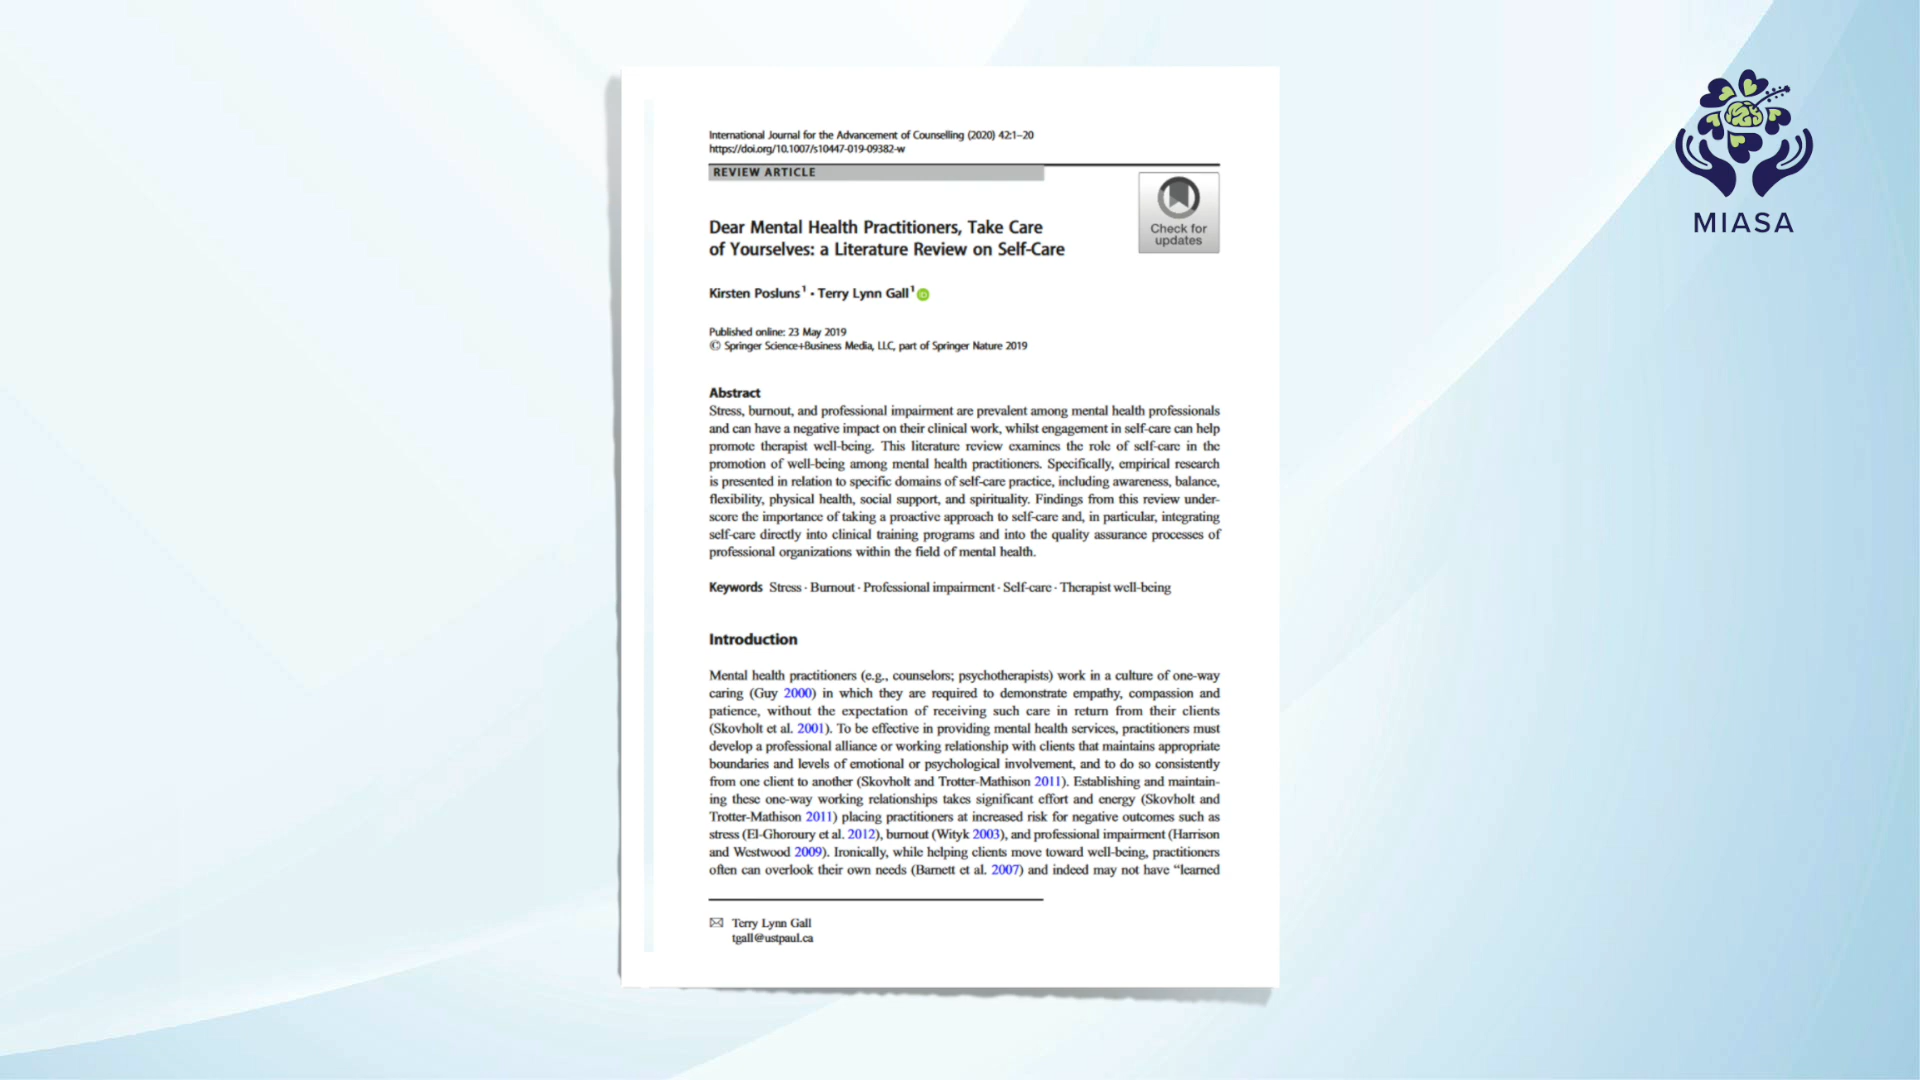 International Journal for the Advancement of Counselling (2020) 42:1–20
https://doi.org/10.1007/s10447-019-09382-w
REVIEW ARTICLE
Check for
updates
Dear Mental Health Practitioners, Take Care
of Yourselves: a Literature Review on Self-Care
Kirsten Posluns1 · Terry Lynn Gall1
Published online: 23 May 2019
© Springer Science+Business Media, LLC, part of Springer Nature 2019
Abstract
Stress, burnout, and professional impairment are prevalent among mental health professionals
and can have a negative impact on their clinical work, whilst engagement in self-care can help
promote therapist well-being. This literature review examines the role of self-care in the
promotion of well-being among mental health practitioners. Specifically, empirical research
is presented in relation to specific domains of self-care practice, including awareness, balance,
flexibility, physical health, social support, and spirituality. Findings from this review under-
score the importance of taking a proactive approach to self-care and, in particular, integrating
self-care directly into clinical training programs and into the quality assurance processes of
professional organizations within the field of mental health.
Keywords Stress · Burnout · Professional impairment · Self-care · Therapist well-being
Introduction
Mental health practitioners (e.g., counselors; psychotherapists) work in a culture of one-way
caring (Guy 2000) in which they are required to demonstrate empathy, compassion and
patience, without the expectation of receiving such care in return from their clients
(Skovholt et al. 2001). To be effective in providing mental health services, practitioners must
develop a professional alliance or working relationship with clients that maintains appropriate
boundaries and levels of emotional or psychological involvement, and to do so consistently
from one client to another (Skovholt and Trotter-Mathison 2011). Establishing and maintain-
ing these one-way working relationships takes significant effort and energy (Skovholt and
Trotter-Mathison 2011) placing practitioners at increased risk for negative outcomes such as
stress (El-Ghoroury et al. 2012), burnout (Wityk 2003), and professional impairment (Harrison
and Westwood 2009). Ironically, while helping clients move toward well-being, practitioners
often can overlook their own needs (Barnett et al. 2007) and indeed may not have “learned
Terry Lynn Gall
tgall@ustpaul.ca
MIASA